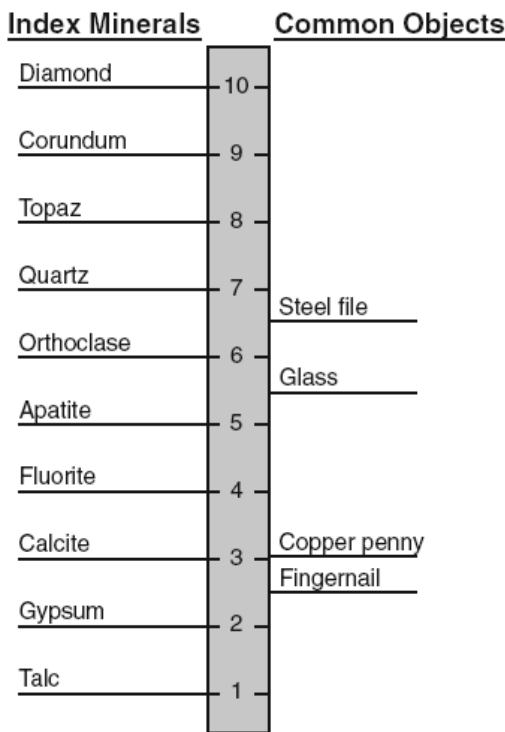 Index Minerals Common Objects
Diamond 10
Corundum 9
Topaz 8
Quartz 7
Steel file
Orthoclase 6
Glass
Apatite 5
Fluorite 4
Calcite 3 Copper penny
Fingernail
Gypsum 2
Talc 1